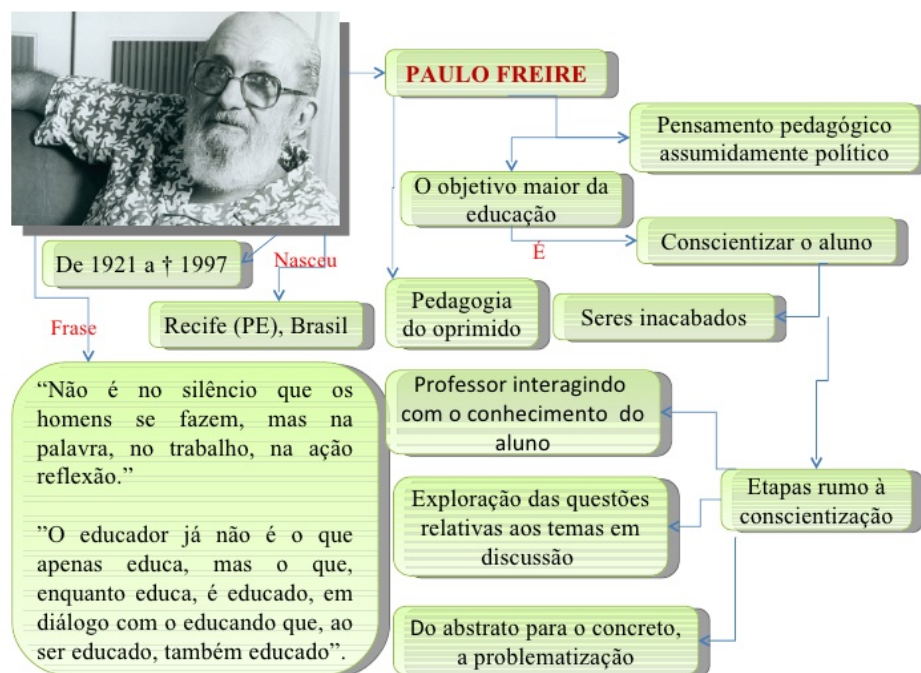 PAULO FREIRE
Pensamento pedagógico
assumidamente político
O objetivo maior da
educação
É
Conscientizar o aluno
De 1921 a † 1997
Nasceu
Recife (PE), Brasil
Pedagogia
do oprimido
Seres inacabados
Frase
“Não é no silêncio que os
homens se fazem, mas na
palavra, no trabalho, na ação
reflexão.”
”O educador já não é o que
apenas educa, mas o que,
enquanto educa, é educado, em
diálogo com o educando que, ao
ser educado, também educado”.
Professor interagindo
com o conhecimento do
aluno
Etapas rumo à
conscientização
Exploração das questões
relativas aos temas em
discussão
Do abstrato para o concreto,
a problematização